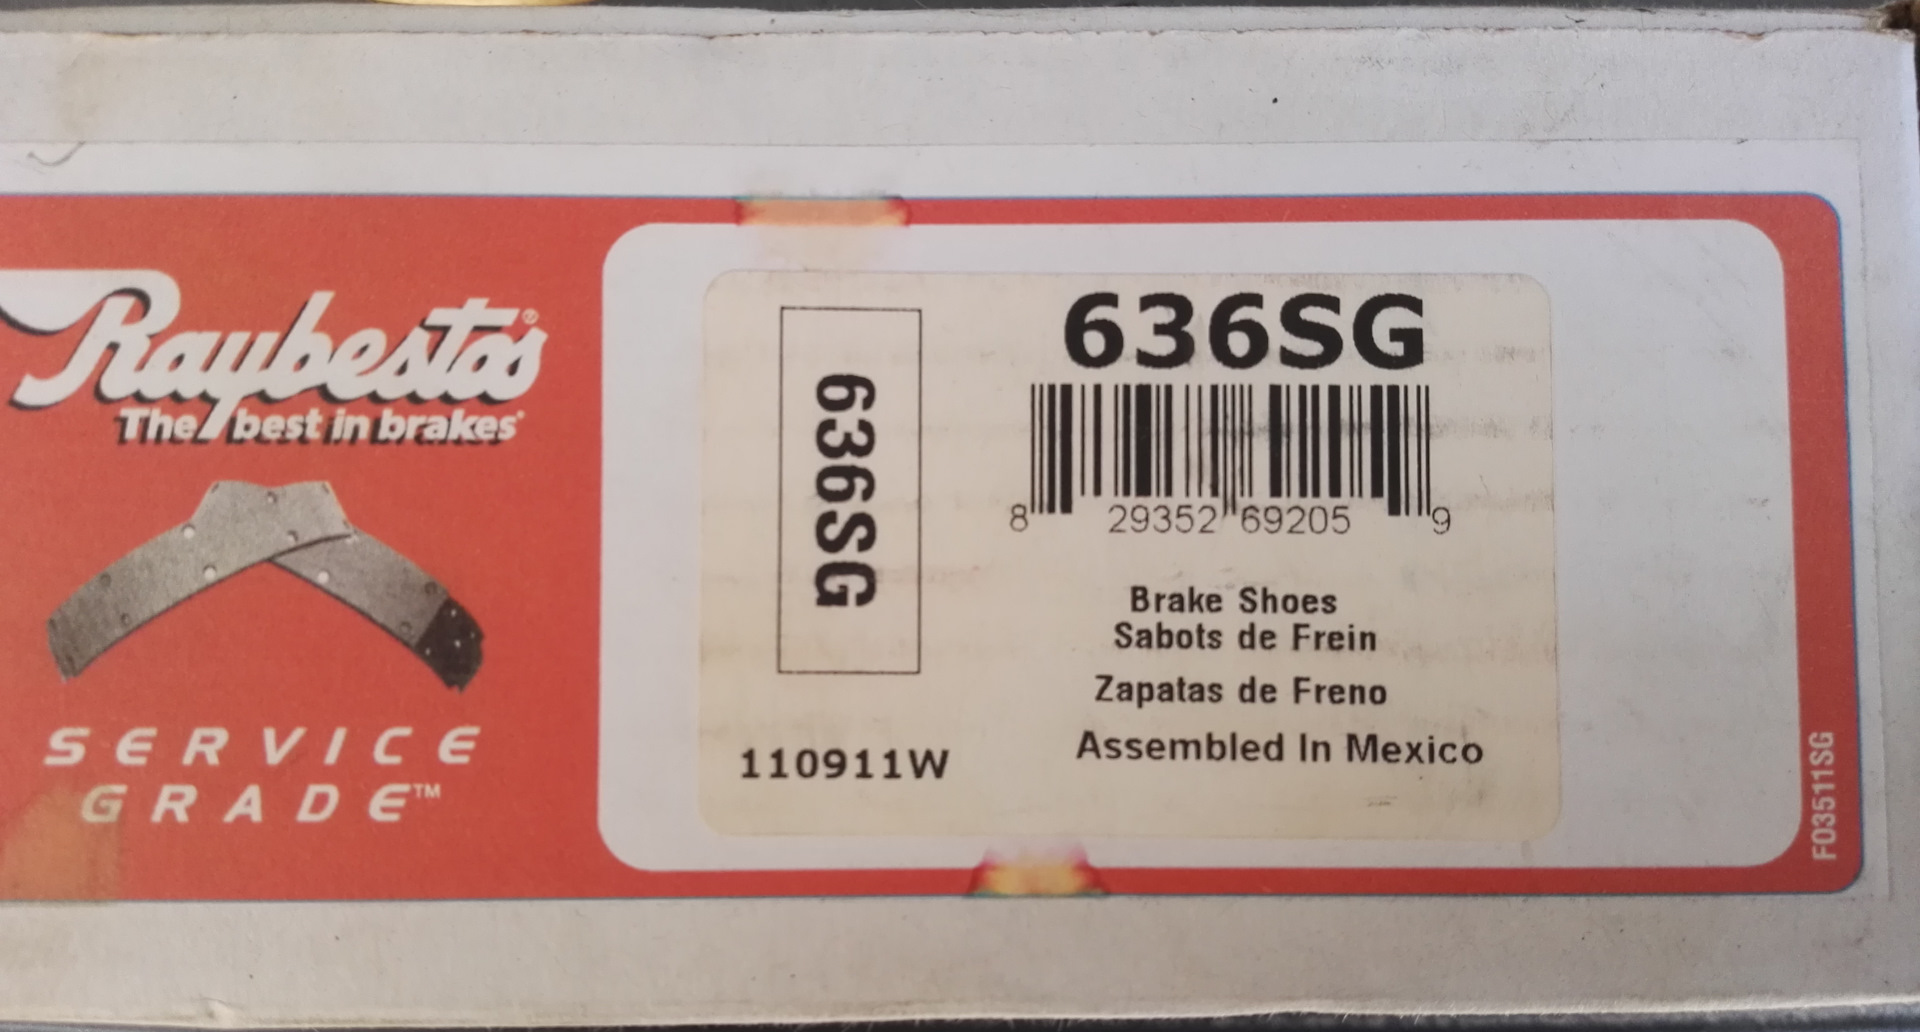 Raybestos®
The best in brakes
SERVICE
GRADE™
636SG
110911W
636SG
8 29352 69205 9
Brake Shoes
Sabots de Frein
Zapatas de Freno
Assembled In Mexico
F03511SG